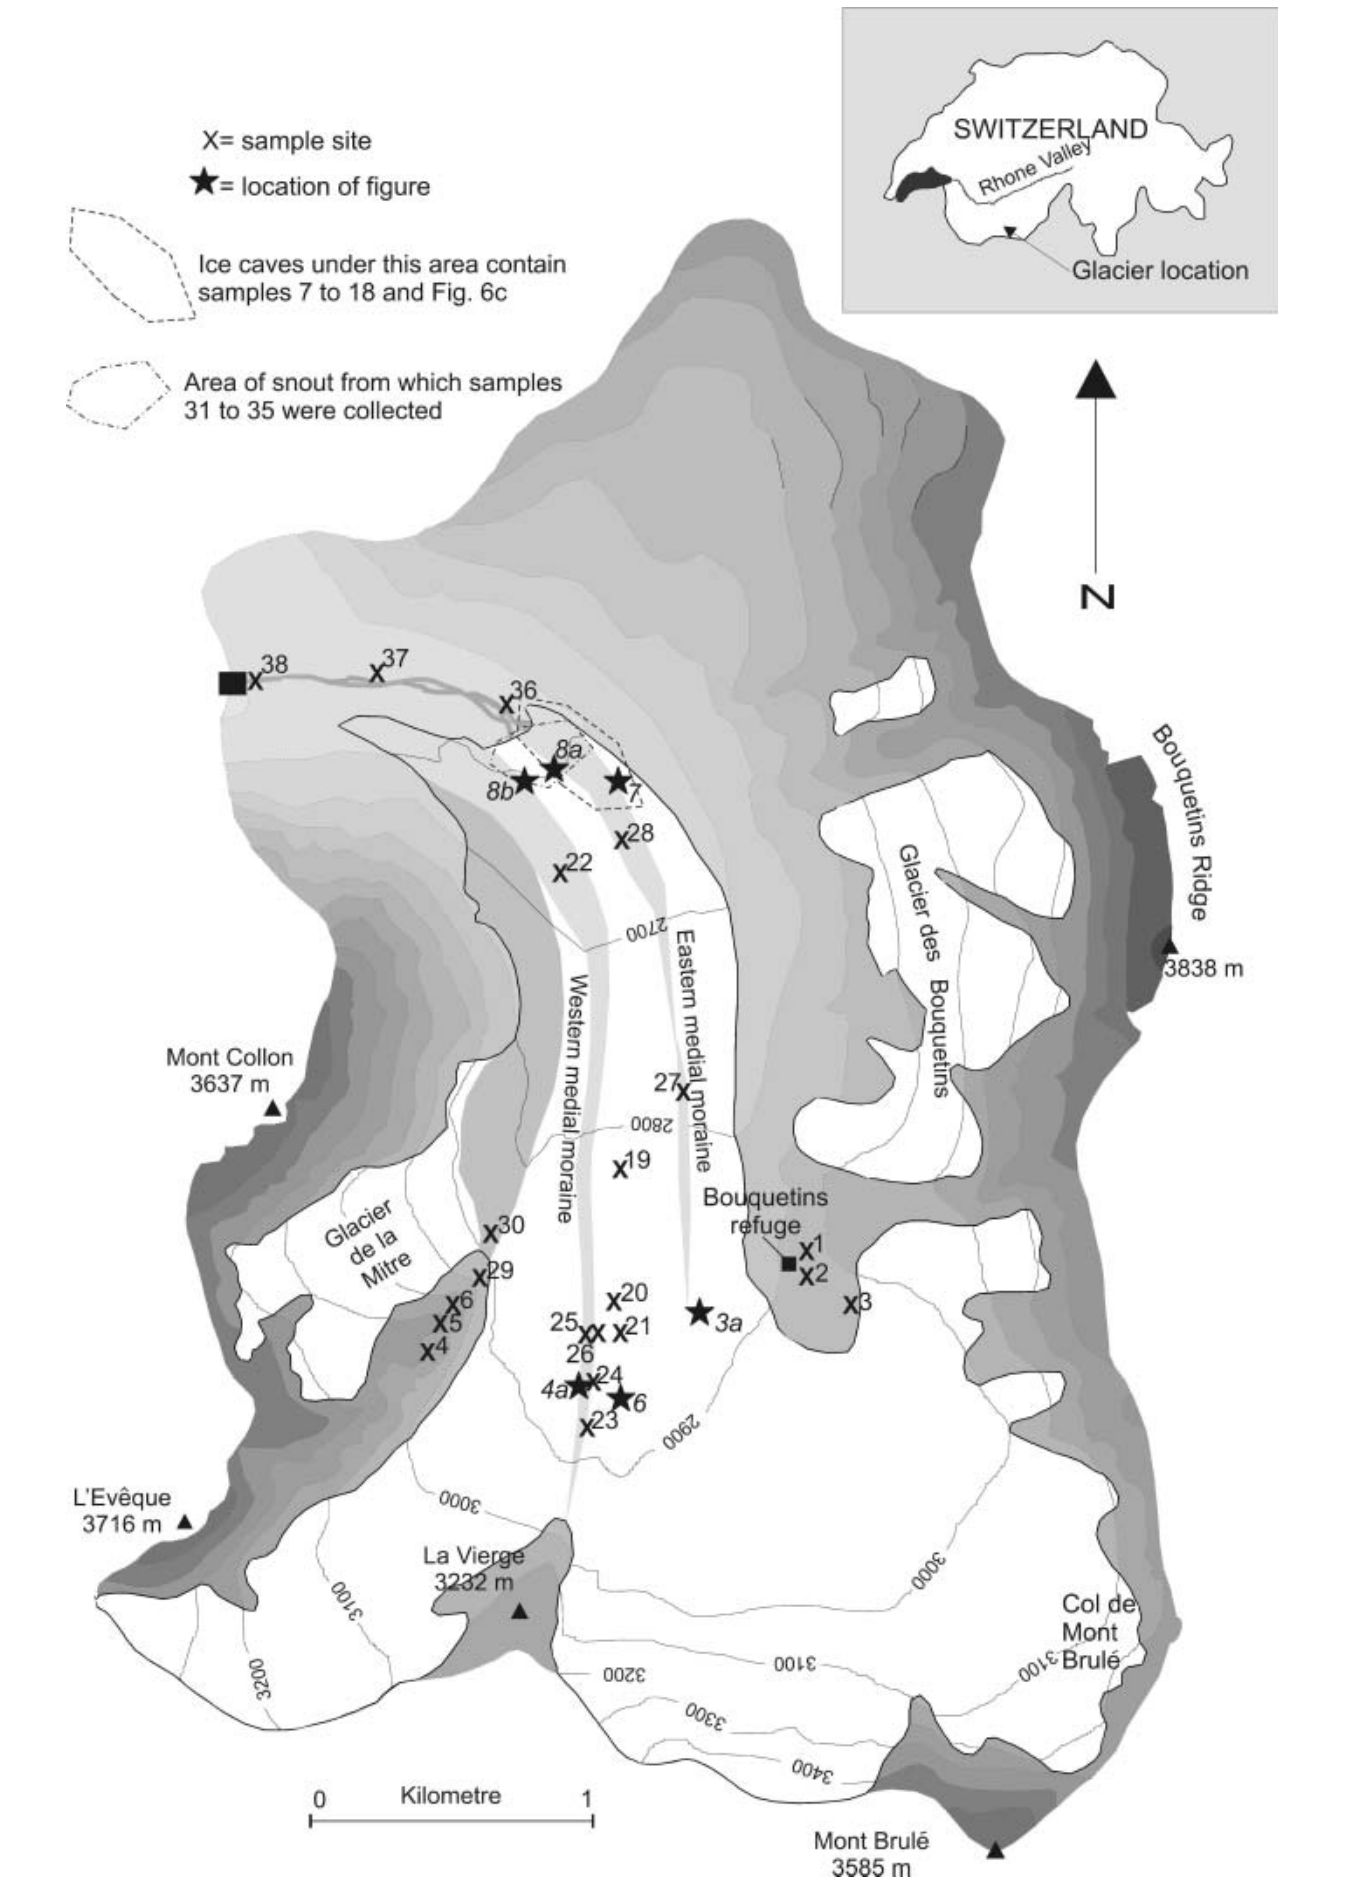 SWITZERLAND
Rhone Valley
Glacier location
X= sample site
★= location of figure
Ice caves under this area contain
samples 7 to 18 and Fig. 6c
Area of snout from which samples
31 to 35 were collected
N
38
37
36
8a
8b
7
28
22
2700
Western medial moraine
Eastern medial moraine
Glacier des Bouquetins
Bouquetins Ridge
3838 m
Mont Collon
3637 m
27
2800
19
Bouquetins
refuge
1
2
3
Glacier
de la
Mitre
30
29
6
5
4
20
25
21
26
3a
24
4a
6
23
2900
L'Evêque
3716 m
3000
La Vierge
3232 m
3000
3100
3200
Col de
Mont
Brulé
3100
3100
3200
3300
3400
0 Kilometre 1
Mont Brulé
3585 m